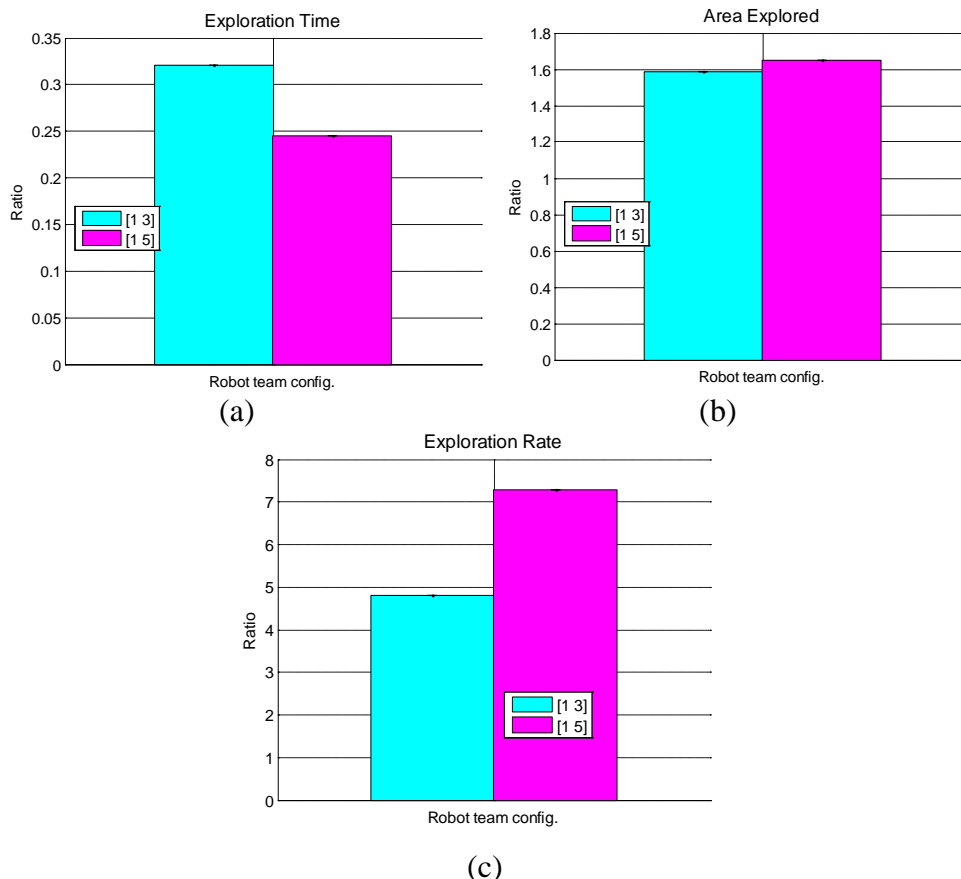 Exploration Time
0.35
0.3
0.25
0.2
0.15
0.1
0.05
0
Ratio
[1 3]
[1 5]
Robot team config.
(a)
Area Explored
1.8
1.6
1.4
1.2
1
0.8
0.6
0.4
0.2
0
Ratio
[1 3]
[1 5]
Robot team config.
(b)
Exploration Rate
8
7
6
5
4
3
2
1
0
Ratio
[1 3]
[1 5]
Robot team config.
(c)